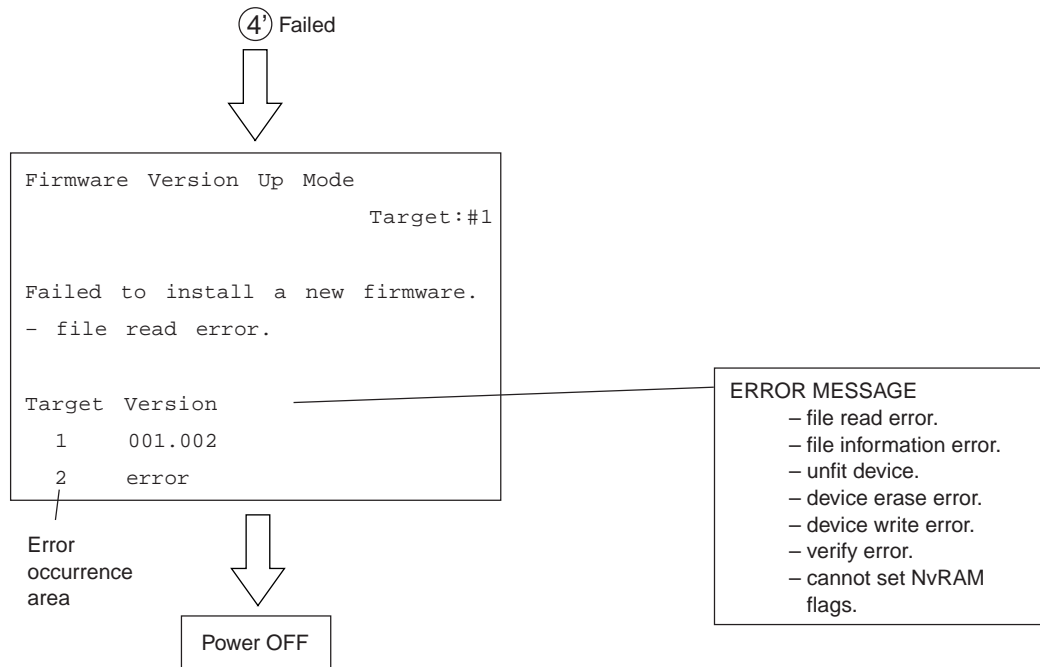 4' Failed
Firmware Version Up Mode
Target:#1
Failed to install a new firmware.
– file read error.
Target Version
1 001.002
2 error
Error
occurrence
area
ERROR MESSAGE
– file read error.
– file information error.
– unfit device.
– device erase error.
– device write error.
– verify error.
– cannot set NvRAM
flags.
Power OFF